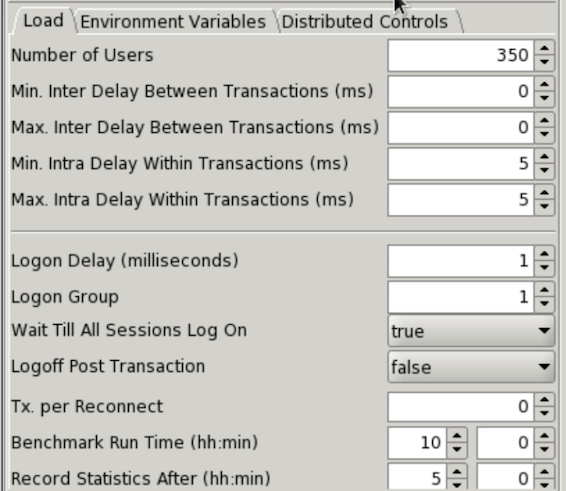 Load Environment Variables Distributed Controls
Number of Users 350
Min. Inter Delay Between Transactions (ms) 0
Max. Inter Delay Between Transactions (ms) 0
Min. Intra Delay Within Transactions (ms) 5
Max. Intra Delay Within Transactions (ms) 5
Logon Delay (milliseconds) 1
Logon Group 1
Wait Till All Sessions Log On true
Logoff Post Transaction false
Tx. per Reconnect 0
Benchmark Run Time (hh:min) 10 0
Record Statistics After (hh:min) 5 0